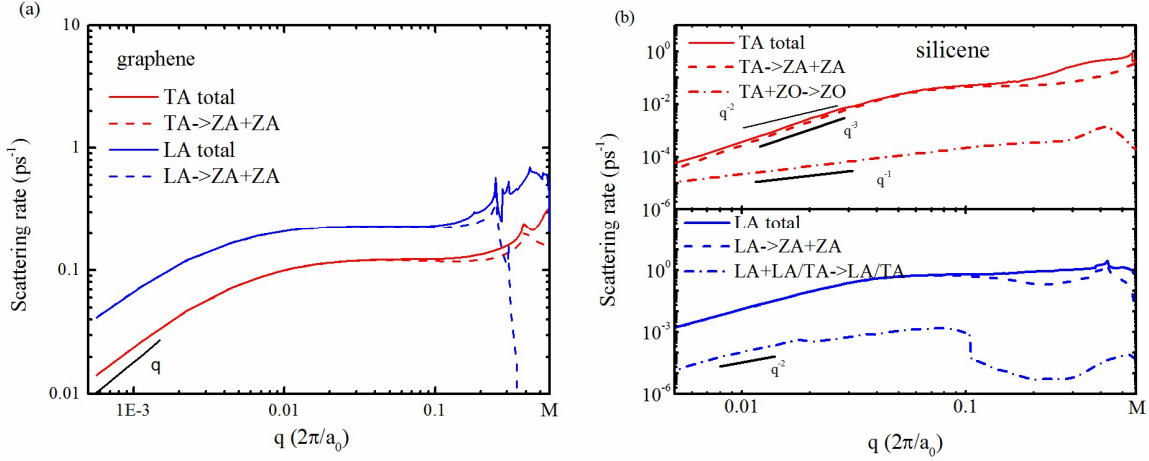 (a)
graphene
TA total
TA->ZA+ZA
LA total
LA->ZA+ZA
q
Scattering rate (ps-1)
10
1
0.1
0.01
1E-3
0.01
0.1
M
q (2π/a0)
(b)
silicene
TA total
TA->ZA+ZA
TA+ZO->ZO
q-2
q-3
q-1
100
10-2
10-4
10-6
LA total
LA->ZA+ZA
LA+LA/TA->LA/TA
q-2
100
10-3
10-6
Scattering rate (ps-1)
0.01
0.1
M
q (2π/a0)